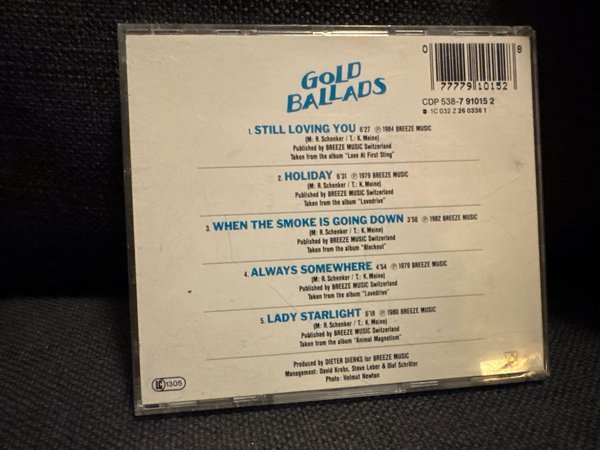 GOLD
BALLADS
0 77779 10152 8
CDP 538-7 91015 2
1C 032 Z 26 0336 1
1. STILL LOVING YOU 6'27 ℗ 1984 BREEZE MUSIC
(M: R. Schenker / T.: K. Meine)
Published by BREEZE MUSIC Switzerland
Taken from the album "Love At First Sting"
2. HOLIDAY 6'31 ℗ 1979 BREEZE MUSIC
(M: R. Schenker / T.: K. Meine)
Published by BREEZE MUSIC Switzerland
Taken from the album "Lovedrive"
3. WHEN THE SMOKE IS GOING DOWN 3'50 ℗ 1982 BREEZE MUSIC
(M: R. Schenker / T.: K. Meine)
Published by BREEZE MUSIC Switzerland
Taken from the album "Blackout"
4. ALWAYS SOMEWHERE 4'54 ℗ 1979 BREEZE MUSIC
(M: R. Schenker / T.: K. Meine)
Published by BREEZE MUSIC Switzerland
Taken from the album "Lovedrive"
5. LADY STARLIGHT 6'18 ℗ 1980 BREEZE MUSIC
(M: R. Schenker / T.: K. Meine)
Published by BREEZE MUSIC Switzerland
Taken from the album "Animal Magnetism"
Produced by DIETER DIERKS for BREEZE MUSIC
Management: David Krebs, Steve Leber & Olaf Schröter
Photo: Helmut Newton
LC 1305